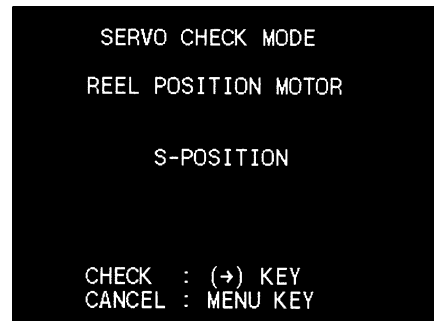 SERVO CHECK MODE
REEL POSITION MOTOR
S-POSITION
CHECK : (→) KEY
CANCEL : MENU KEY